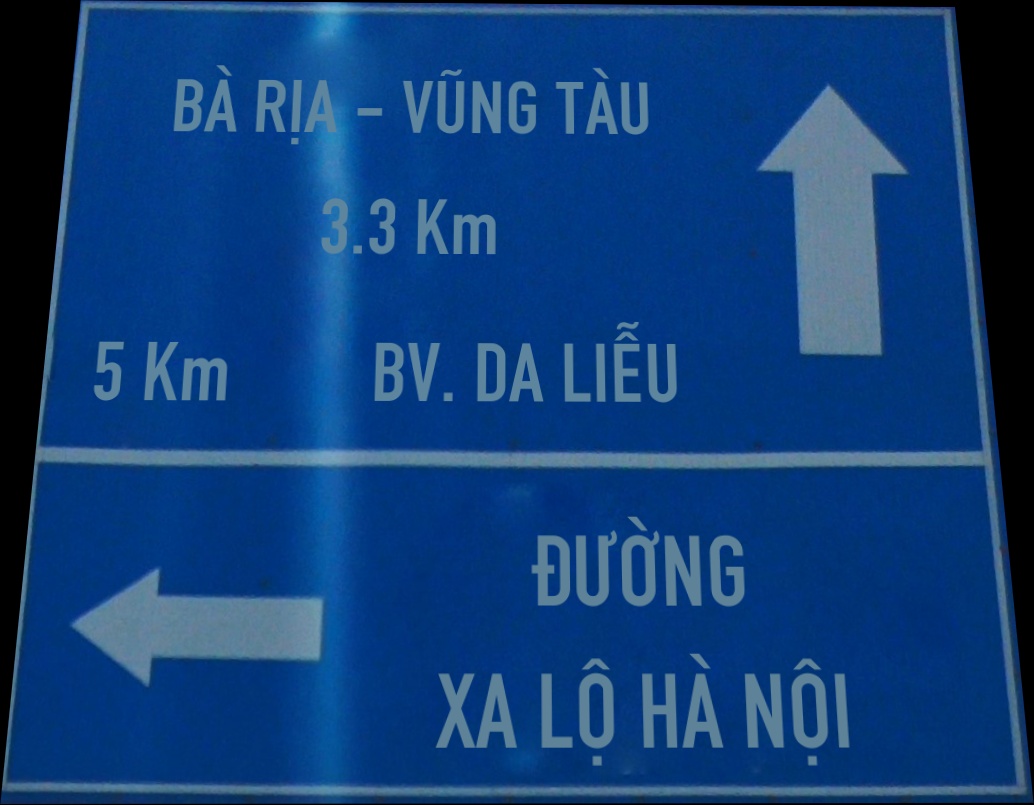 BÀ RỊA - VŨNG TÀU
3.3 Km
5 Km BV. DA LIỄU
ĐƯỜNG
XA LỘ HÀ NỘI